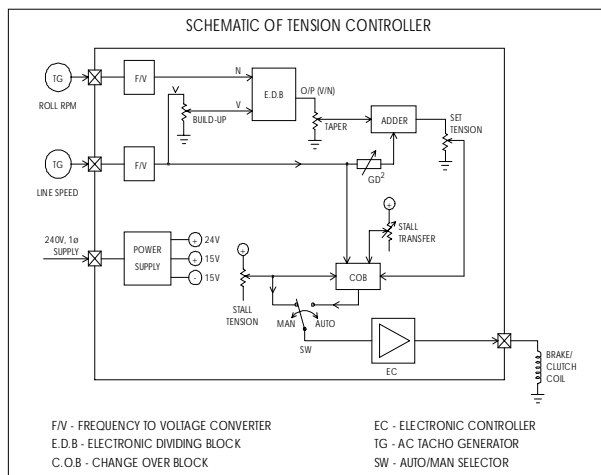 SCHEMATIC OF TENSION CONTROLLER
TG
ROLL RPM
F/V
N
V
V
BUILD-UP
E.D.B
O/P (V/N)
TAPER
ADDER
SET
TENSION
TG
LINE SPEED
F/V
GD²
240V, 1ø
SUPPLY
POWER
SUPPLY
+ 24V
+ 15V
- 15V
+
STALL
TENSION
+
STALL
TRANSFER
COB
MAN
AUTO
SW
EC
BRAKE/
CLUTCH
COIL
F/V - FREQUENCY TO VOLTAGE CONVERTER
E.D.B - ELECTRONIC DIVIDING BLOCK
C.O.B - CHANGE OVER BLOCK
EC - ELECTRONIC CONTROLLER
TG - AC TACHO GENERATOR
SW - AUTO/MAN SELECTOR